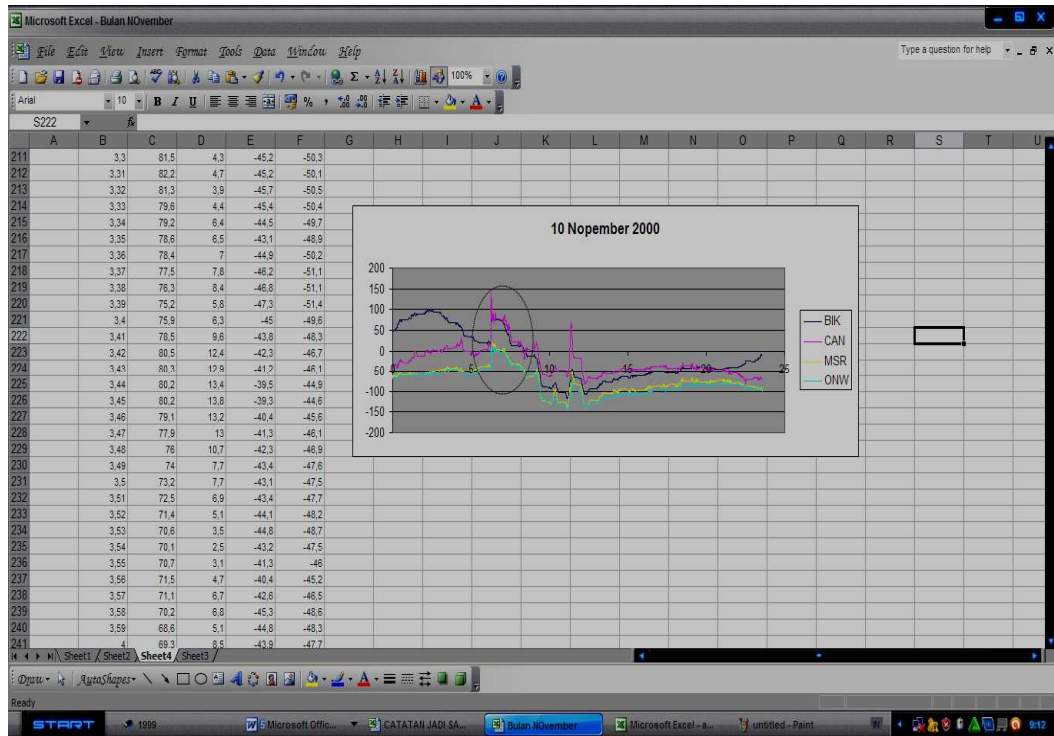 Microsoft Excel - Bulan NOvember
File Edit View Insert Format Tools Data Window Help
Type a question for help
100%
Arial 10 B I U
S222 fx
A B C D E F G H I J K L M N O P Q R S T U
211 3,3 81,5 4,3 -45,2 -50,3
212 3,31 82,2 4,7 -45,2 -50,1
213 3,32 81,3 3,9 -45,7 -50,5
214 3,33 79,6 4,4 -45,4 -50,4
215 3,34 79,2 6,4 -44,5 -49,7
216 3,35 78,6 6,5 -43,1 -48,9
217 3,36 78,4 7 -44,9 -50,2
218 3,37 77,5 7,8 -46,2 -51,1
219 3,38 76,3 8,4 -46,8 -51,1
220 3,39 75,2 5,8 -47,3 -51,4
221 3,4 75,9 6,3 -45 -49,6
222 3,41 78,5 9,6 -43,8 -48,3
223 3,42 80,5 12,4 -42,3 -46,7
224 3,43 80,3 12,9 -41,2 -46,1
225 3,44 80,2 13,4 -39,5 -44,9
226 3,45 80,2 13,8 -39,3 -44,6
227 3,46 79,1 13,2 -40,4 -45,6
228 3,47 77,9 13 -41,3 -46,1
229 3,48 76 10,7 -42,3 -46,9
230 3,49 74 7,7 -43,4 -47,6
231 3,5 73,2 7,7 -43,1 -47,5
232 3,51 72,5 6,9 -43,4 -47,7
233 3,52 71,4 5,1 -44,1 -48,2
234 3,53 70,6 3,5 -44,8 -48,7
235 3,54 70,1 2,5 -43,2 -47,5
236 3,55 70,7 3,1 -41,3 -46
237 3,56 71,5 4,7 -40,4 -45,2
238 3,57 71,1 6,7 -42,6 -46,5
239 3,58 70,2 6,8 -45,3 -48,6
240 3,59 68,6 5,1 -44,8 -48,3
241 4 69,3 8,5 -43,9 -47,7
10 Nopember 2000
200
150
100
50
0
-50 5 10 15 20 25
-100
-150
-200
BIK
CAN
MSR
ONW
Sheet1 Sheet2 Sheet4 Sheet3
Draw AutoShapes
Ready
START 1999 5 Microsoft Offic... CATATAN JADI SA... Bulan NOvember Microsoft Excel - a... untitled - Paint IN 9:12